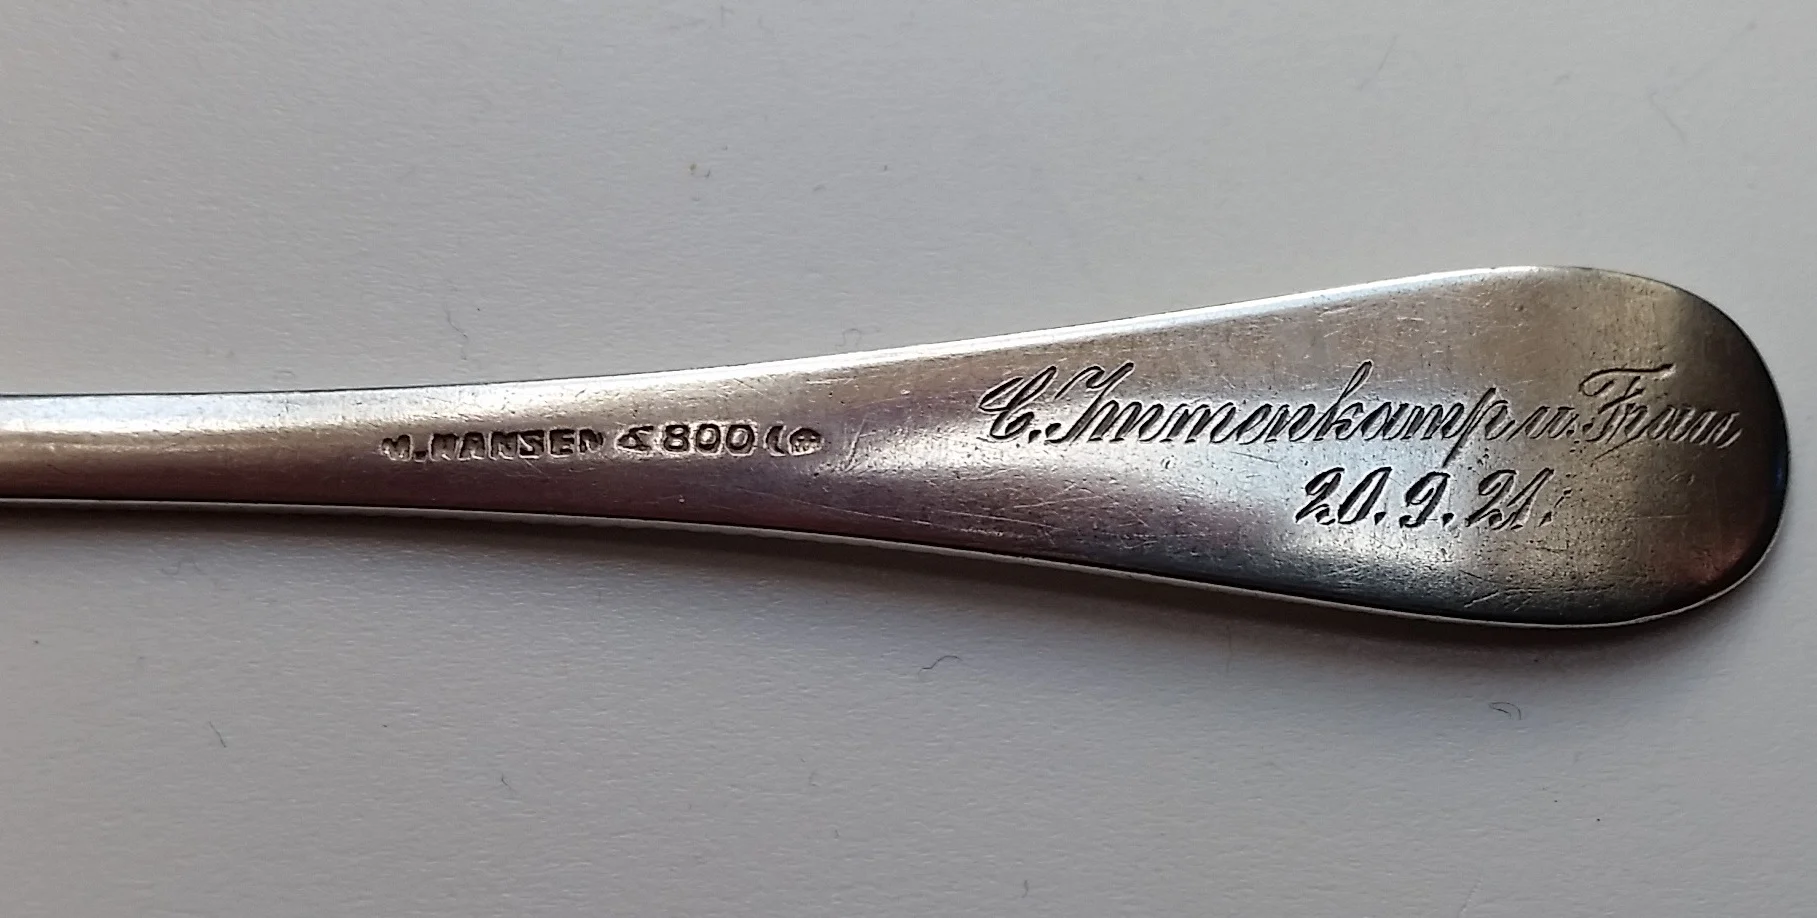 M. HANSEN 800
C. Immenkamp u. Frau
20.9.21.